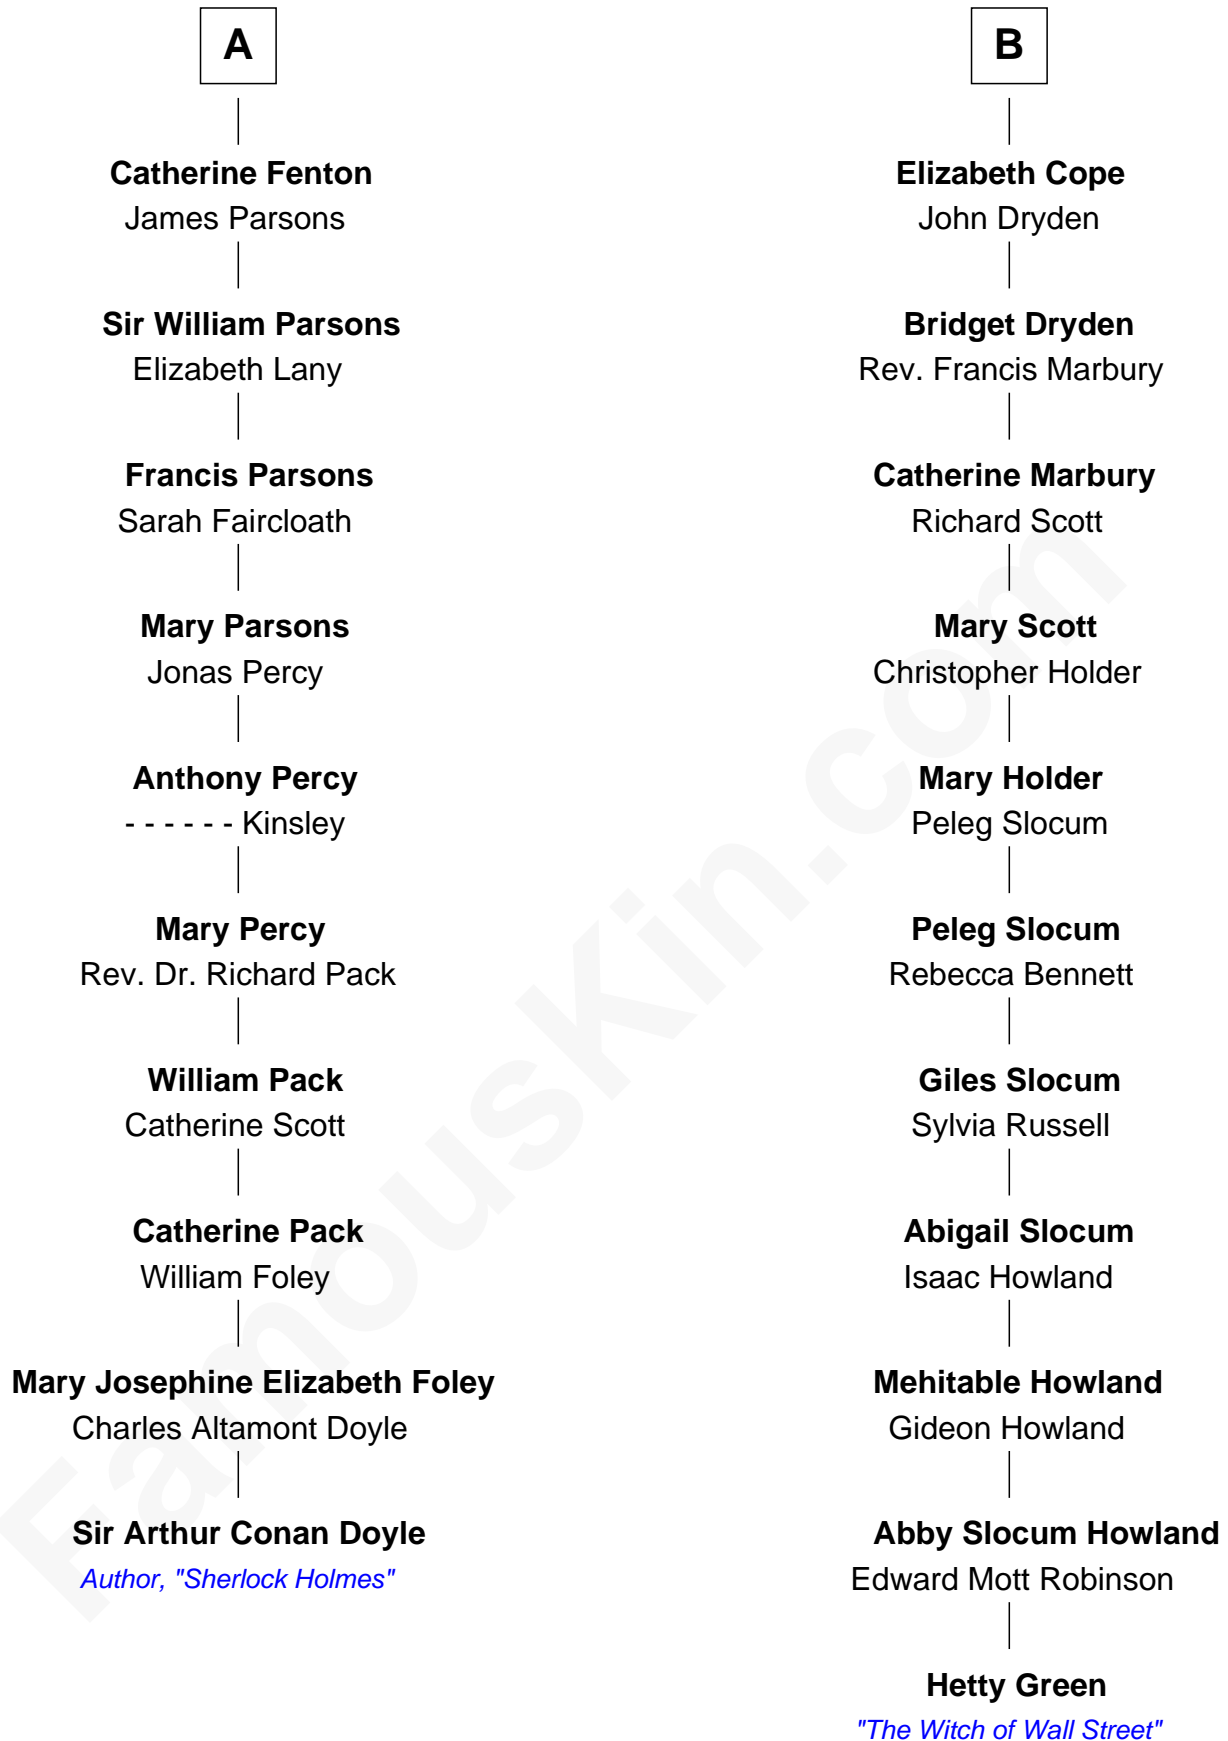 A
Catherine Fenton
James Parsons
Sir William Parsons
Elizabeth Lany
Francis Parsons
Sarah Faircloath
Mary Parsons
Jonas Percy
Anthony Percy
- - - - - - Kinsley
Mary Percy
Rev. Dr. Richard Pack
William Pack
Catherine Scott
Catherine Pack
William Foley
Mary Josephine Elizabeth Foley
Charles Altamont Doyle
Sir Arthur Conan Doyle
Author, "Sherlock Holmes"
B
Elizabeth Cope
John Dryden
Bridget Dryden
Rev. Francis Marbury
Catherine Marbury
Richard Scott
Mary Scott
Christopher Holder
Mary Holder
Peleg Slocum
Peleg Slocum
Rebecca Bennett
Giles Slocum
Sylvia Russell
Abigail Slocum
Isaac Howland
Mehitable Howland
Gideon Howland
Abby Slocum Howland
Edward Mott Robinson
Hetty Green
"The Witch of Wall Street"
FamousKin.com